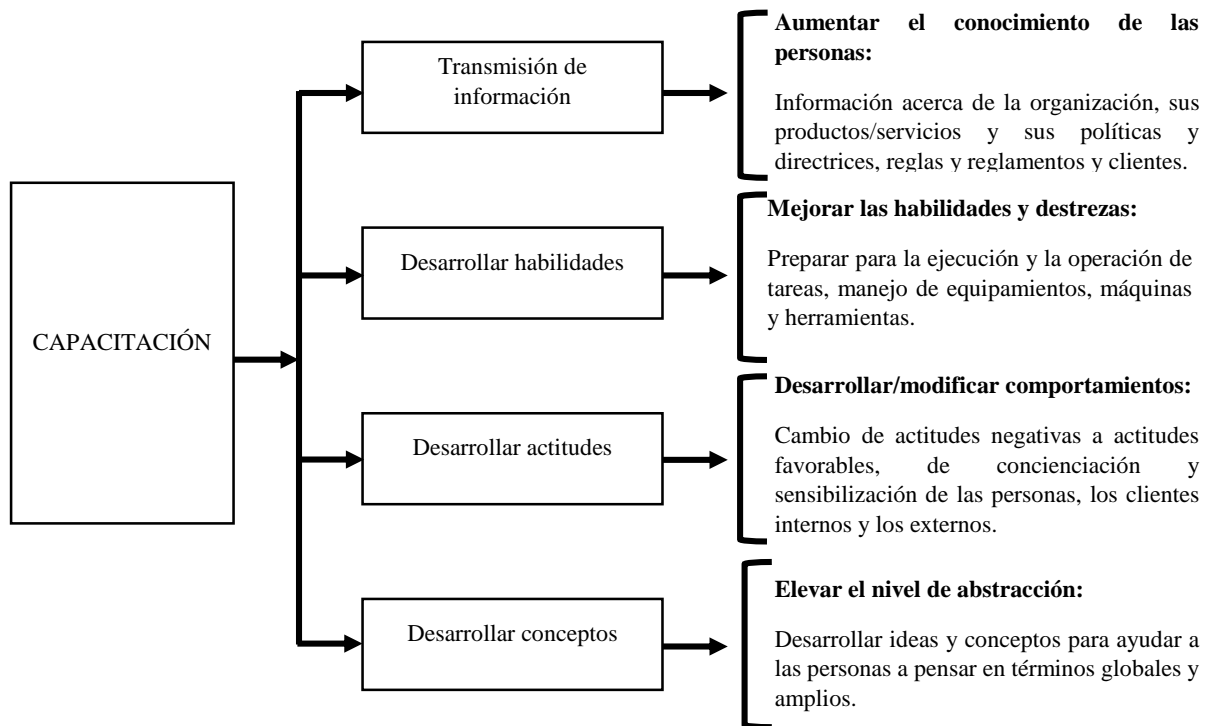 CAPACITACIÓN
Transmisión de
información
Aumentar el conocimiento de las
personas:
Información acerca de la organización, sus
productos/servicios y sus políticas y
directrices, reglas y reglamentos y clientes.
Desarrollar habilidades
Mejorar las habilidades y destrezas:
Preparar para la ejecución y la operación de
tareas, manejo de equipamientos, máquinas
y herramientas.
Desarrollar actitudes
Desarrollar/modificar comportamientos:
Cambio de actitudes negativas a actitudes
favorables, de concienciación y
sensibilización de las personas, los clientes
internos y los externos.
Desarrollar conceptos
Elevar el nivel de abstracción:
Desarrollar ideas y conceptos para ayudar a
las personas a pensar en términos globales y
amplios.